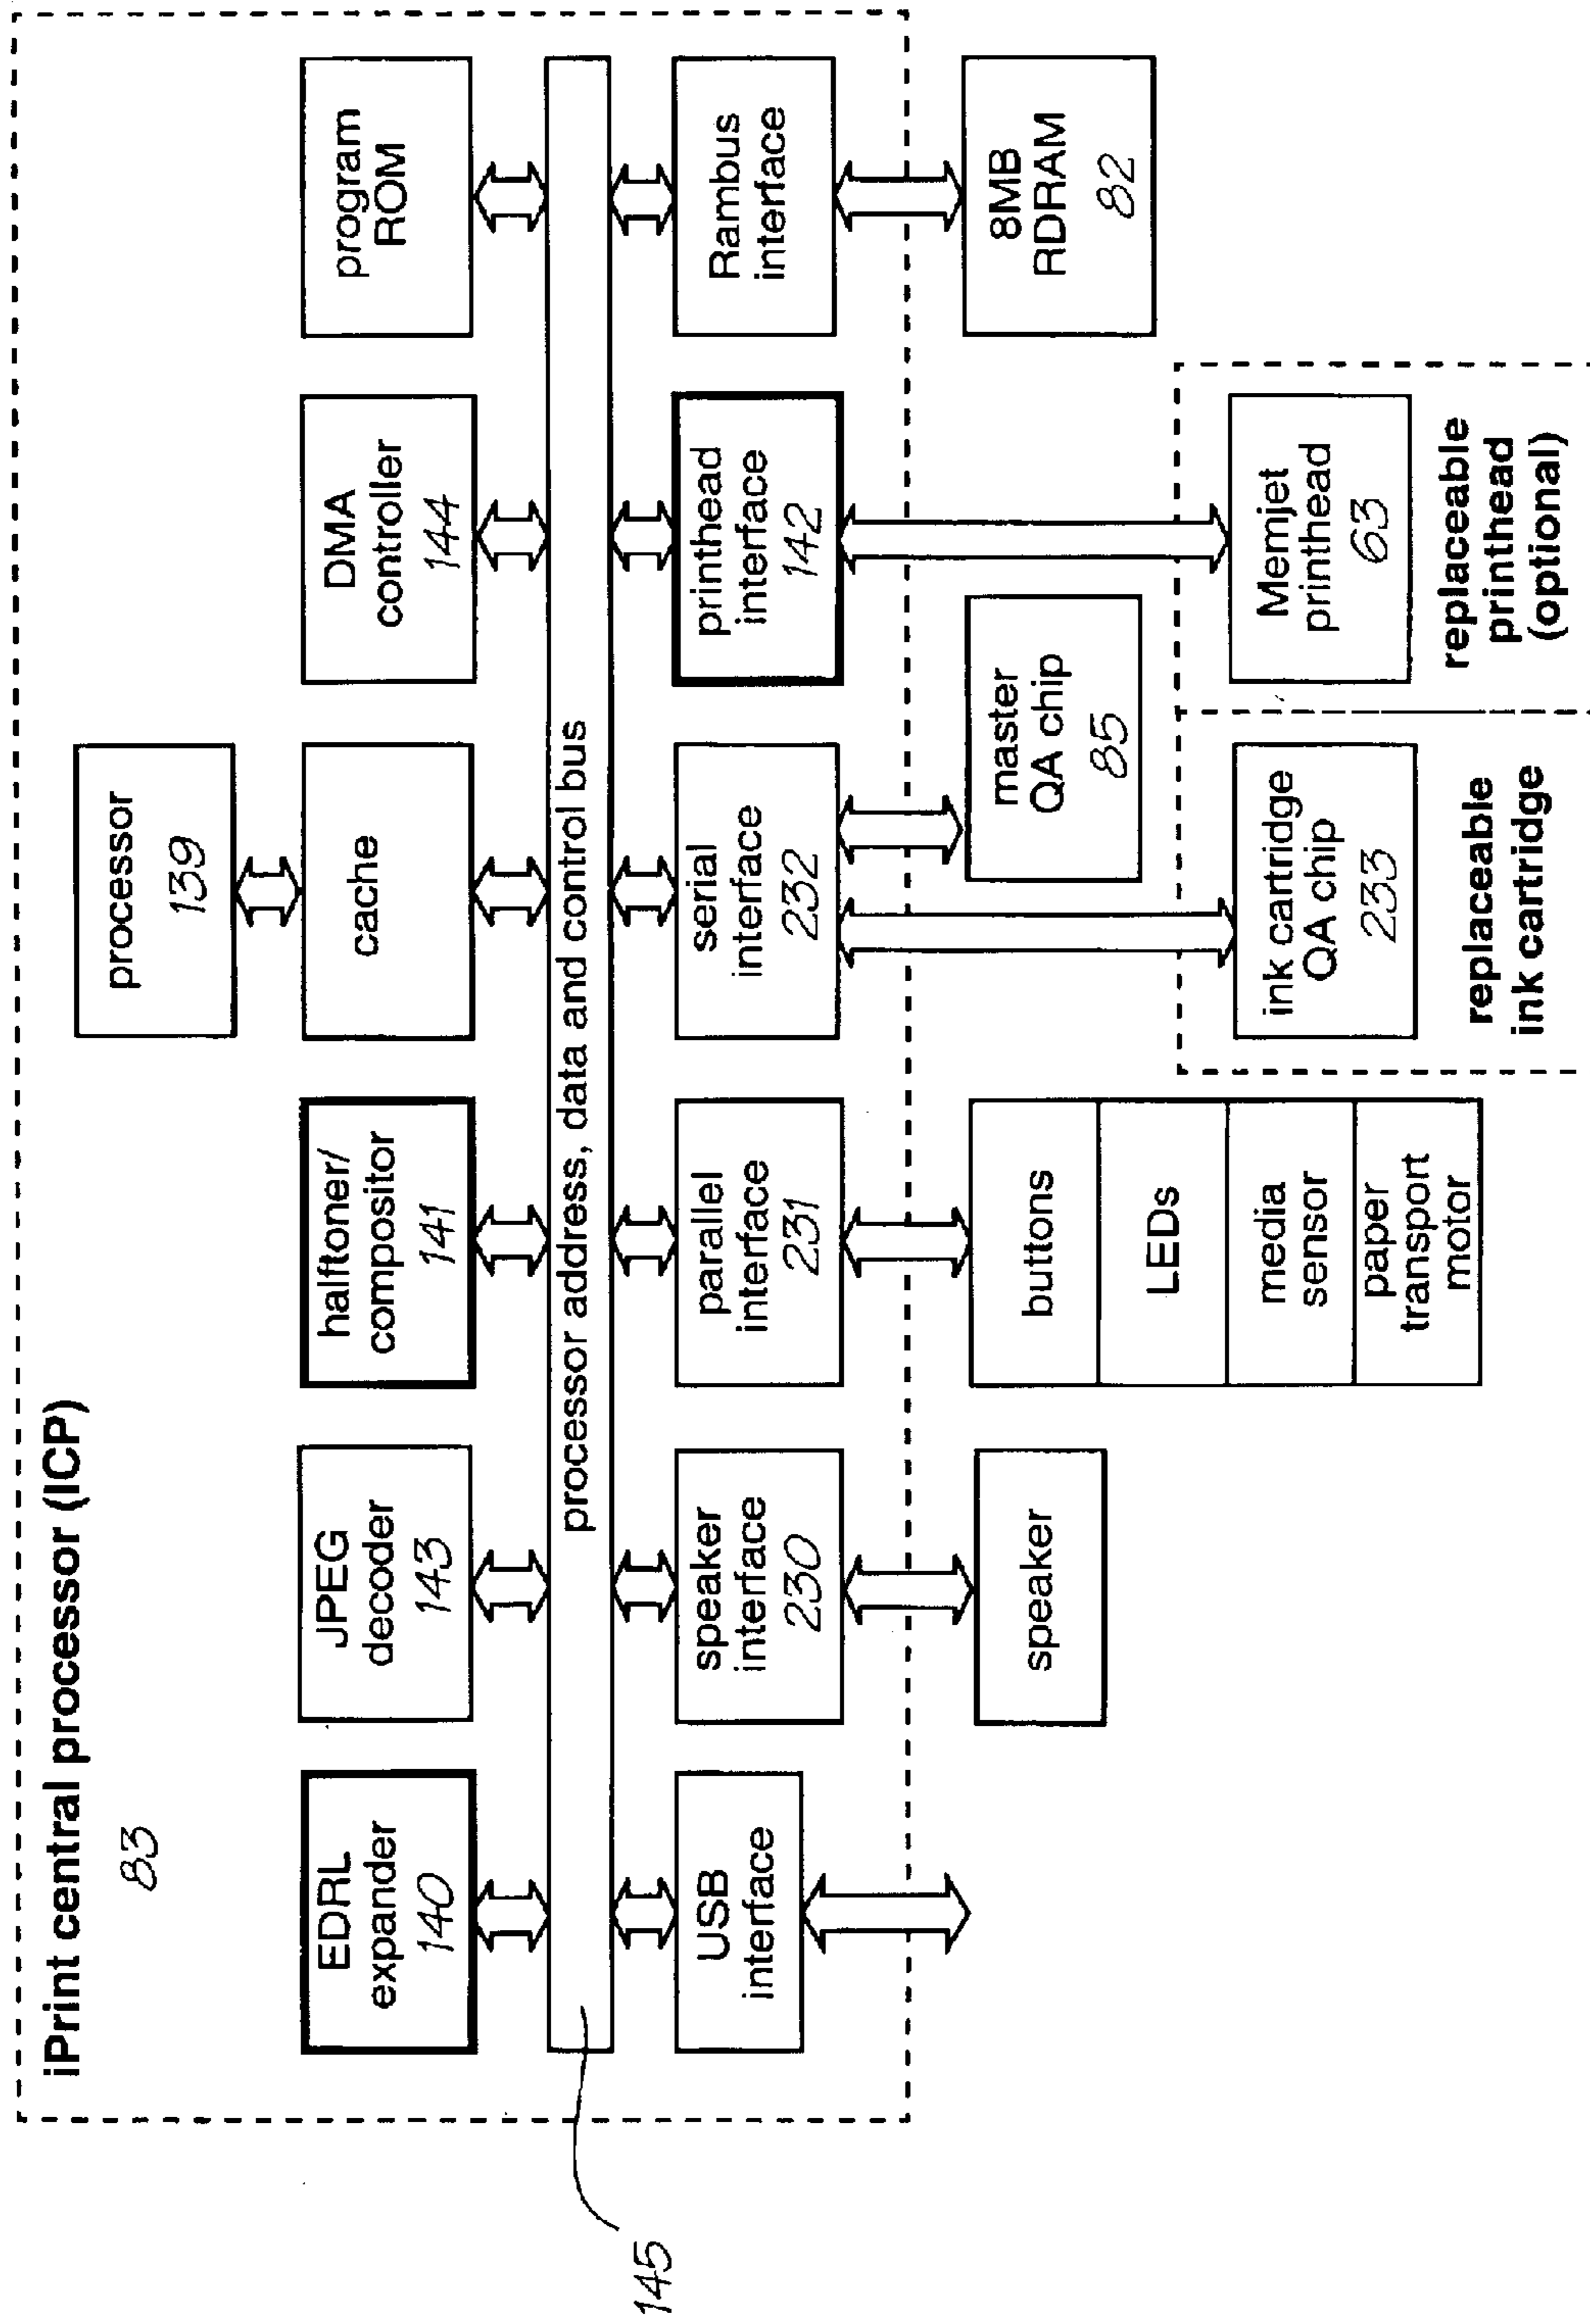 iPrint central processor (ICP)
83
processor
139
EDRL
expander
140
JPEG
decoder
143
halftoner/
compositor
141
cache
DMA
controller
144
program
ROM
processor address, data and control bus
145
USB
interface
speaker
interface
230
parallel
interface
231
serial
interface
232
printhead
interface
142
Rambus
interface
speaker
buttons
LEDs
media
sensor
paper
transport
motor
master
QA chip
85
8MB
RDRAM
82
ink cartridge
QA chip
233
replaceable
ink cartridge
Memjet
printhead
63
replaceable
printhead
(optional)